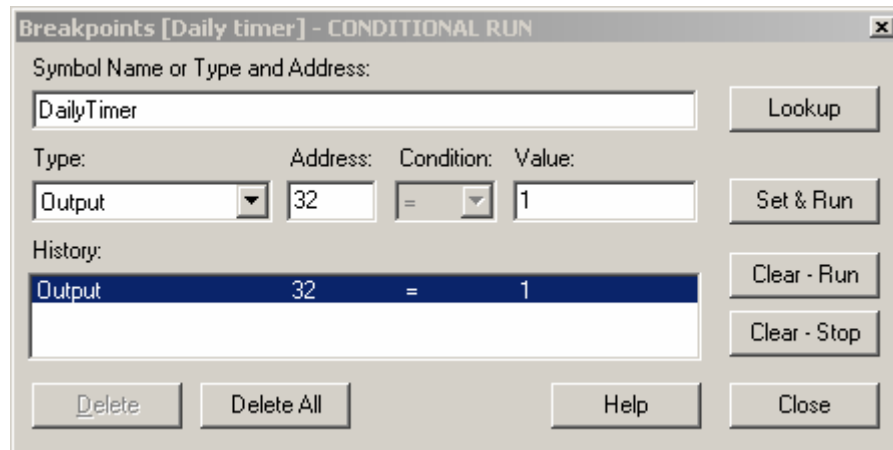 Breakpoints [Daily timer] - CONDITIONAL RUN
Symbol Name or Type and Address:
DailyTimer
Lookup
Type: Address: Condition: Value:
Output 32 = 1
Set & Run
History:
Output 32 = 1
Clear - Run
Clear - Stop
Delete Delete All Help Close